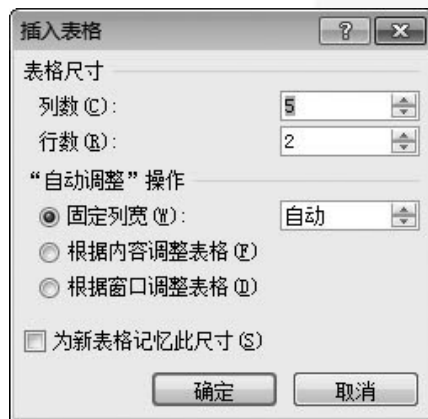 插入表格
表格尺寸
列数(C): 5
行数(R): 2
“自动调整”操作
固定列宽(W): 自动
根据内容调整表格(F)
根据窗口调整表格(D)
为新表格记忆此尺寸(S)
确定 取消